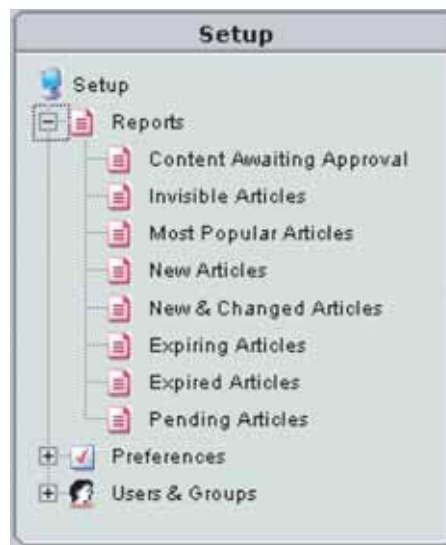 Setup
Setup
Reports
Content Awaiting Approval
Invisible Articles
Most Popular Articles
New Articles
New & Changed Articles
Expiring Articles
Expired Articles
Pending Articles
Preferences
Users & Groups